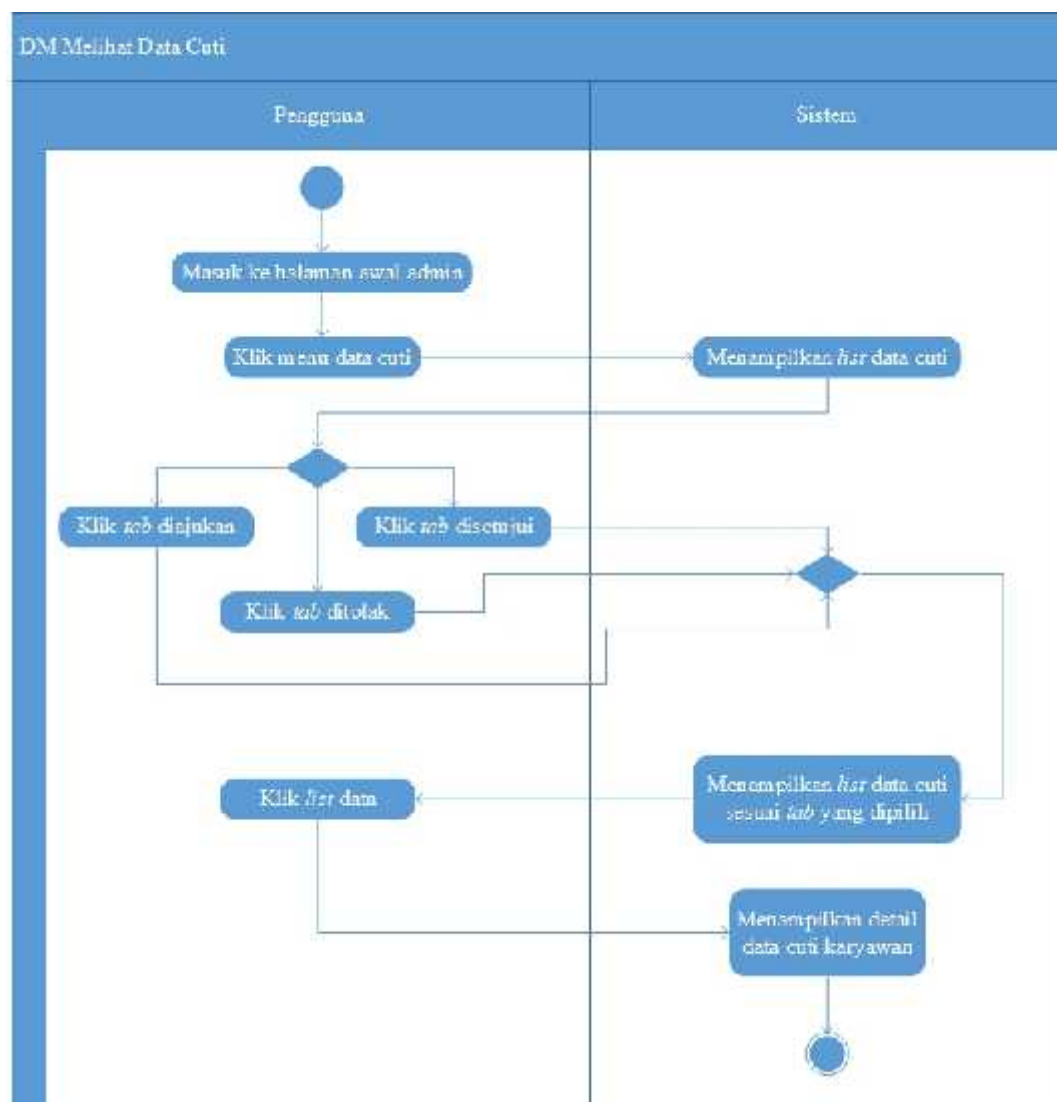 DM Melihat Data Cuti
Pengguna
Sistem
Masuk ke halaman awal admin
Klik menu data cuti
Menampilkan list data cuti
Klik tab diajukan
Klik tab disetujui
Klik tab ditolak
Klik list data
Menampilkan list data cuti
sesuai tab yang dipilih
Menampilkan detail
data cuti karyawan